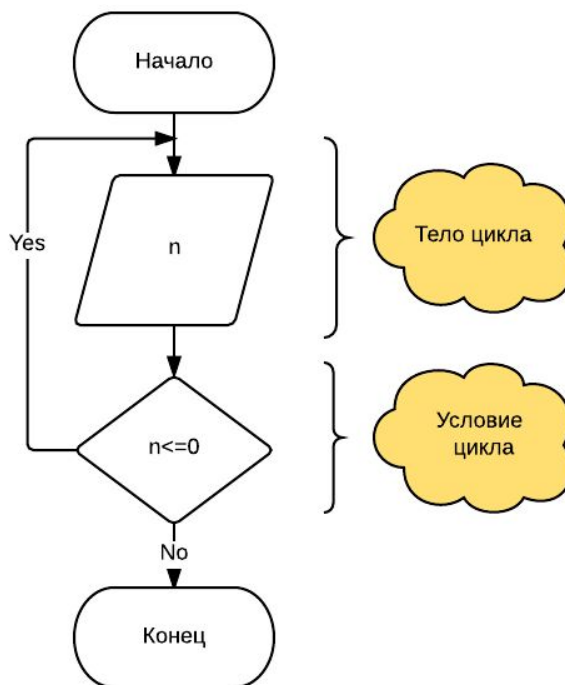 Начало
Yes
n
Тело цикла
n<=0
Условие
цикла
No
Конец